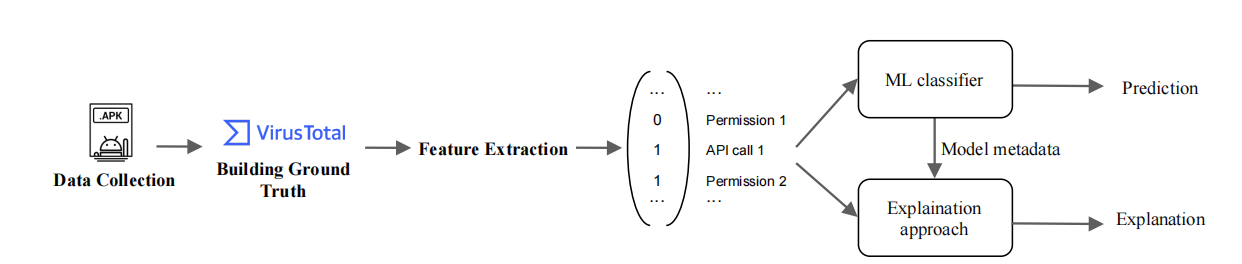 .APK
Data Collection
VirusTotal
Building Ground
Truth
Feature Extraction
... ...
0 Permission 1
1 API call 1
1 Permission 2
... ...
ML classifier
Prediction
Model metadata
Explaination
approach
Explanation